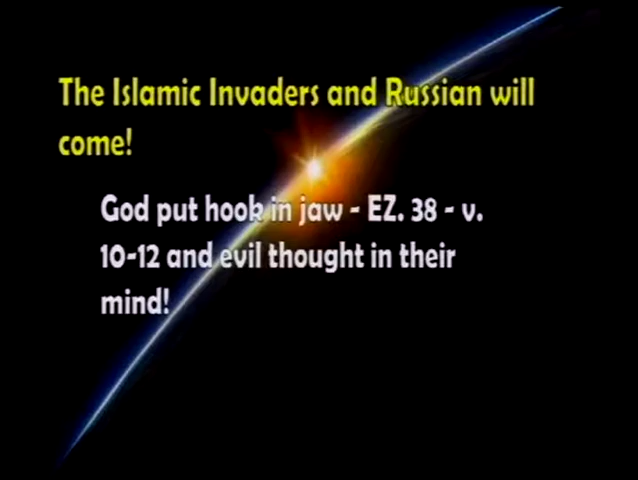 The Islamic Invaders and Russian will
come!
God put hook in jaw - EZ. 38 - v.
10-12 and evil thought in their
mind!